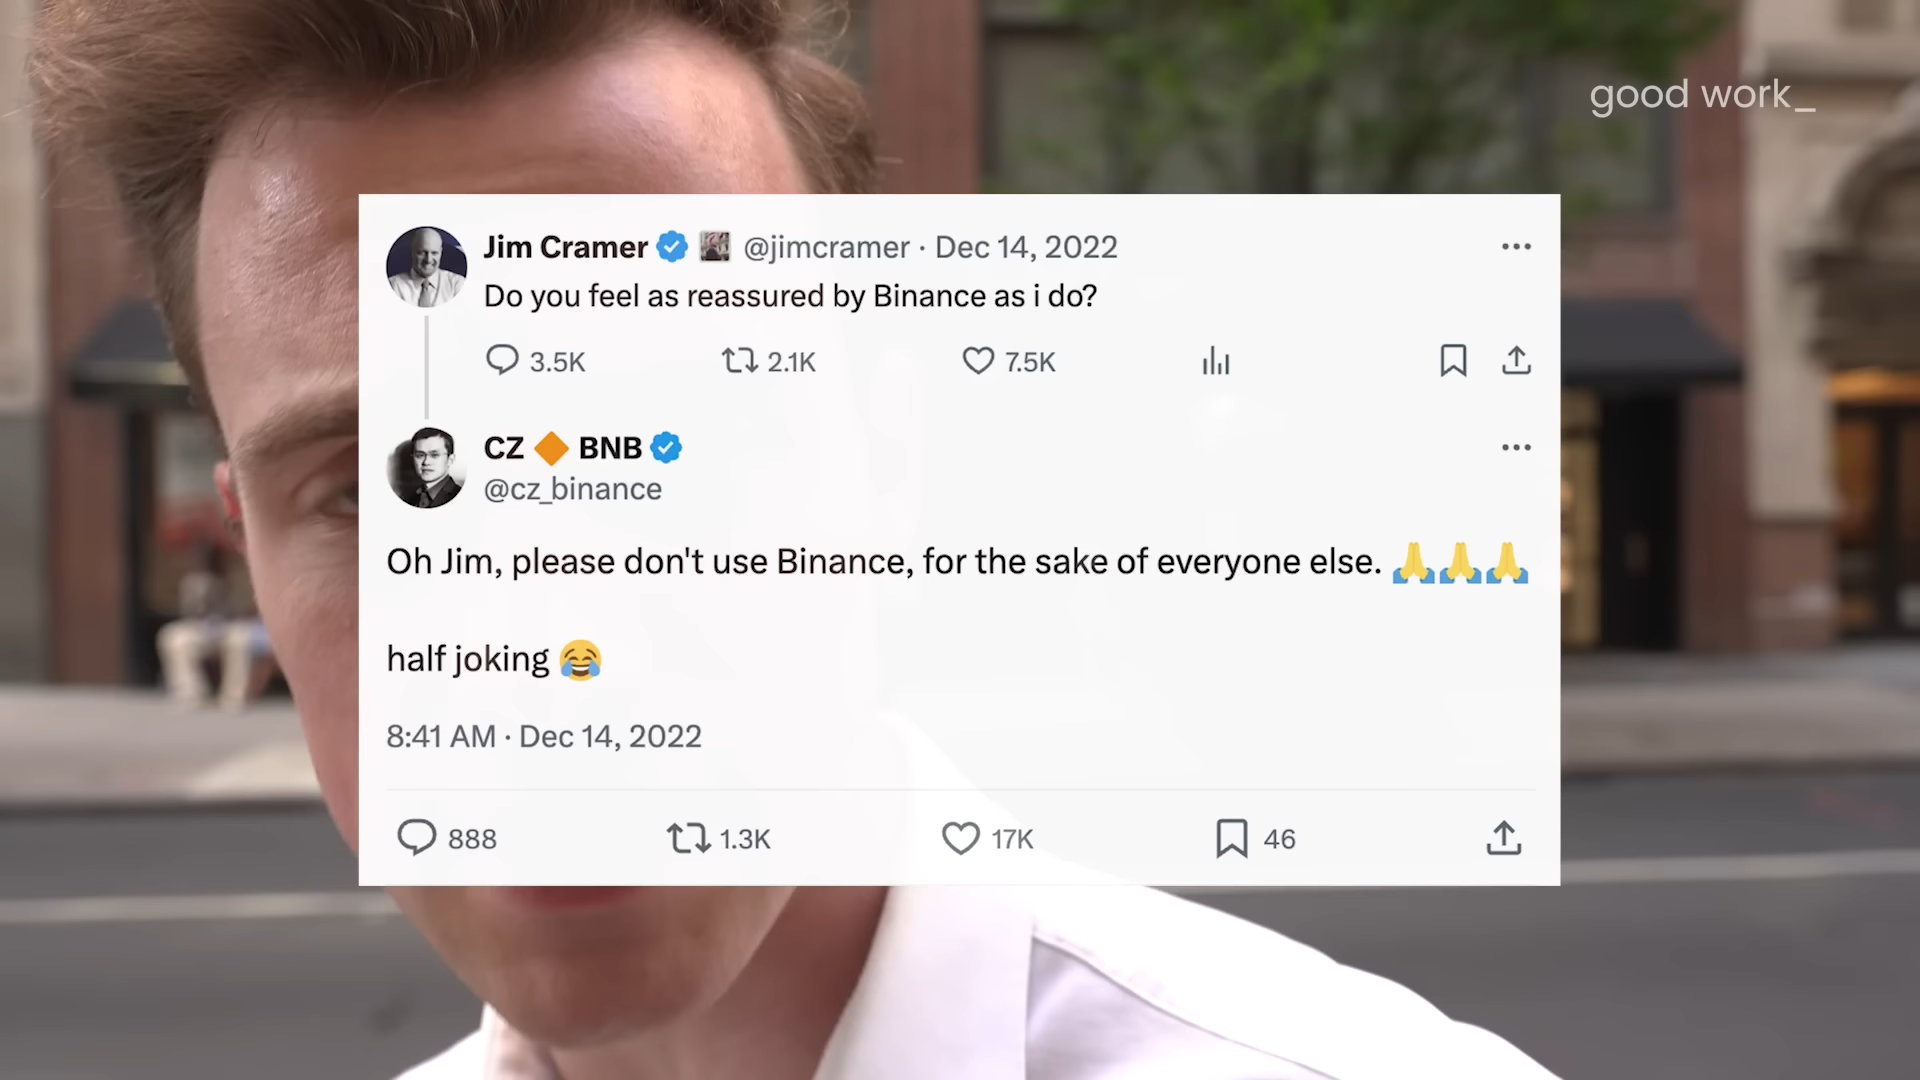 good work_
Jim Cramer @jimcramer · Dec 14, 2022
Do you feel as reassured by Binance as i do?
3.5K 2.1K 7.5K
CZ 🔶 BNB
@cz_binance
Oh Jim, please don't use Binance, for the sake of everyone else. 🙏🙏🙏
half joking 😂
8:41 AM · Dec 14, 2022
888 1.3K 17K 46